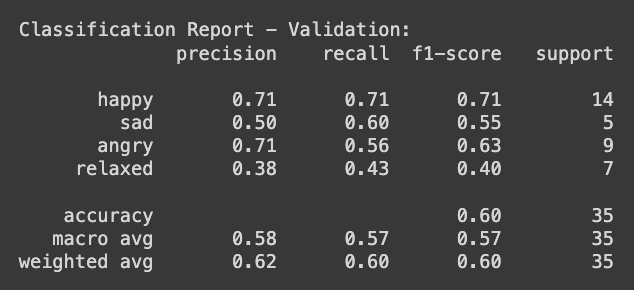 Classification Report - Validation:
precision recall f1-score support
happy 0.71 0.71 0.71 14
sad 0.50 0.60 0.55 5
angry 0.71 0.56 0.63 9
relaxed 0.38 0.43 0.40 7
accuracy 0.60 35
macro avg 0.58 0.57 0.57 35
weighted avg 0.62 0.60 0.60 35